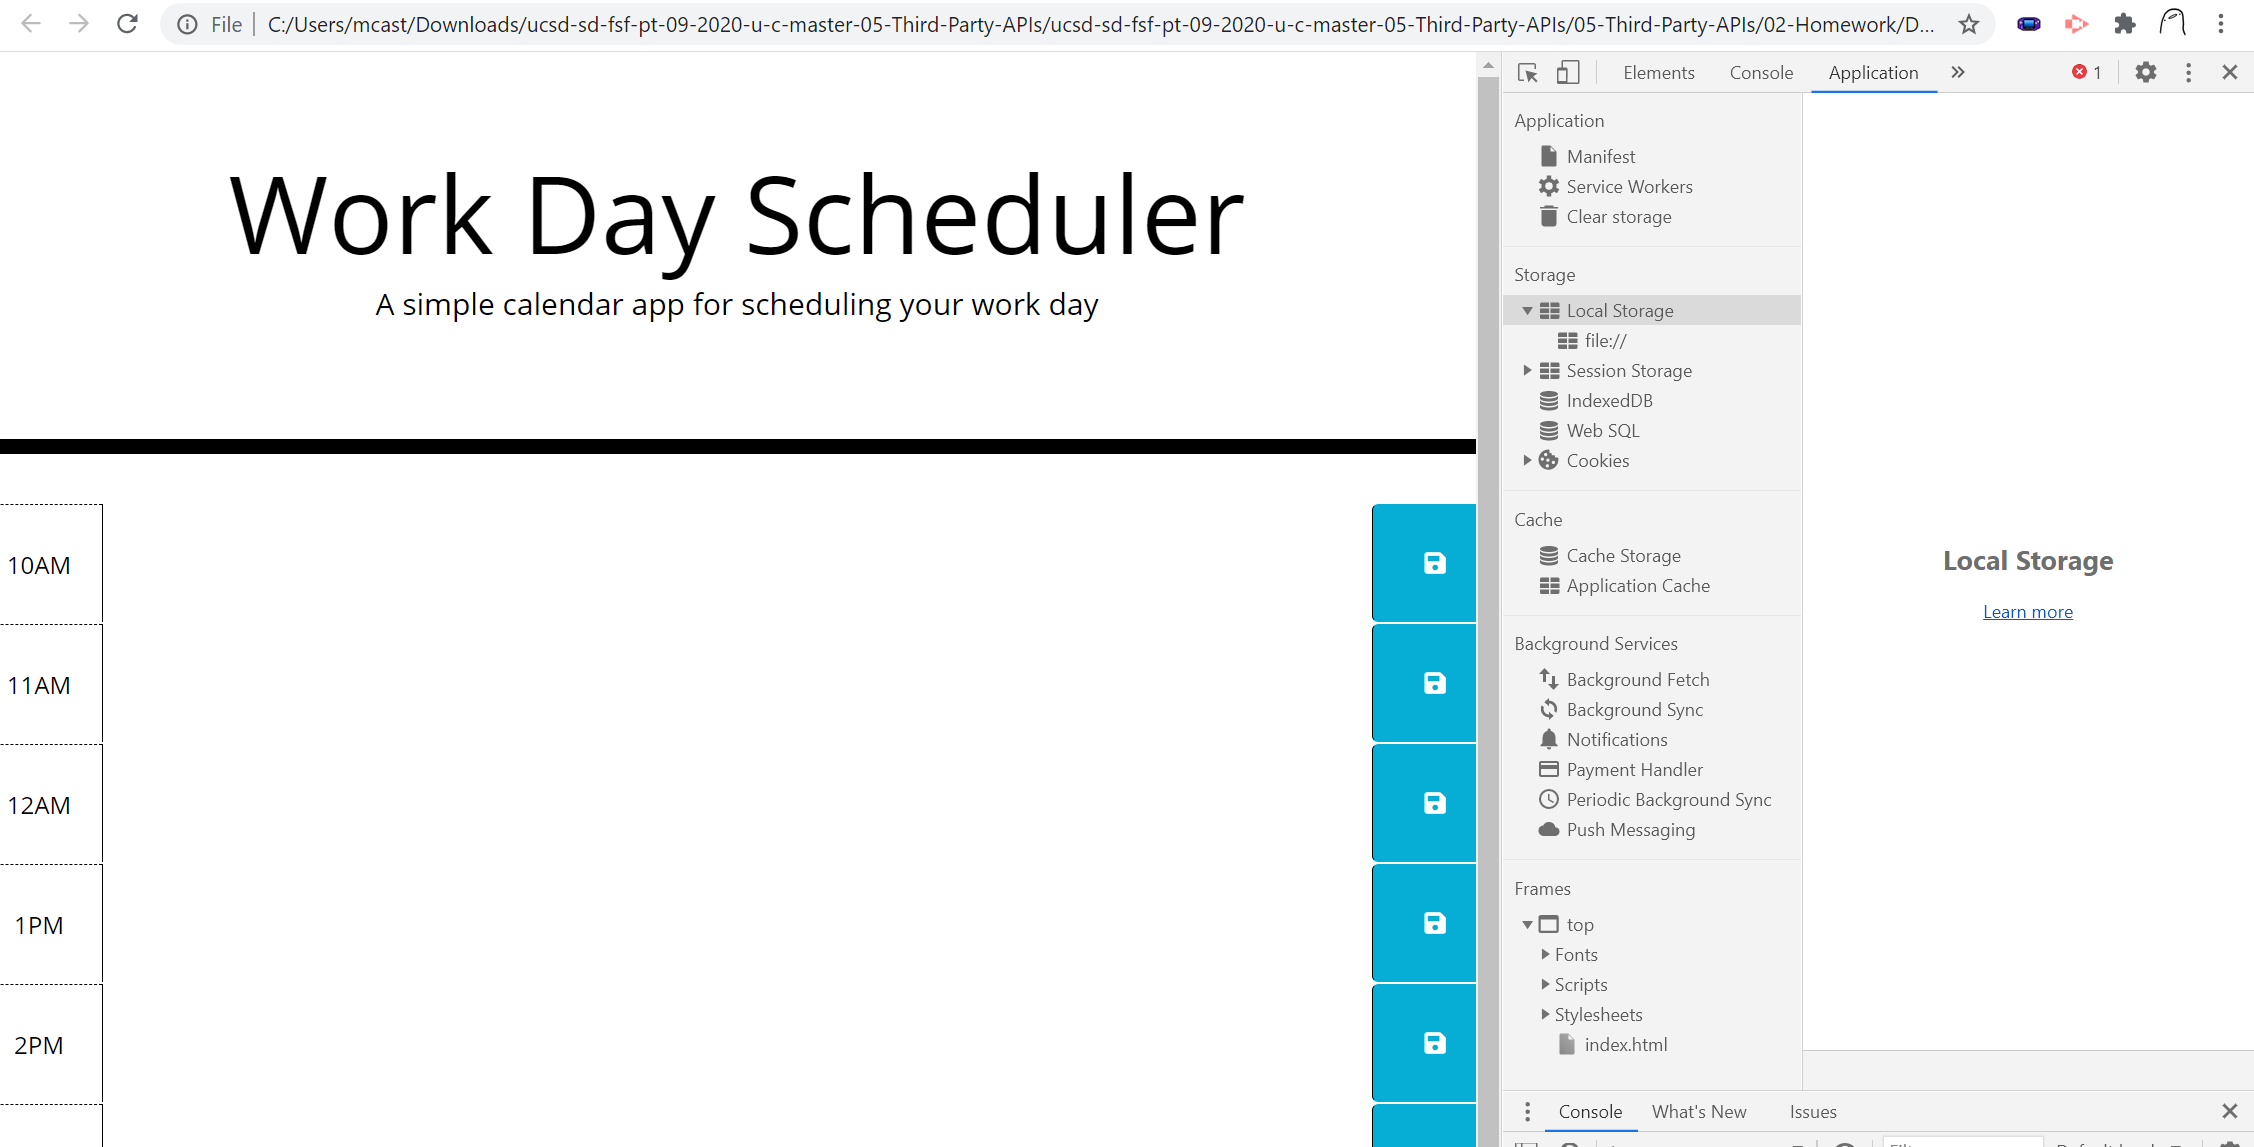 File | C:/Users/mcast/Downloads/ucsd-sd-fsf-pt-09-2020-u-c-master-05-Third-Party-APIs/ucsd-sd-fsf-pt-09-2020-u-c-master-05-Third-Party-APIs/05-Third-Party-APIs/02-Homework/D...
Work Day Scheduler
A simple calendar app for scheduling your work day
10AM
11AM
12AM
1PM
2PM
Elements Console Application 1
Application
Manifest
Service Workers
Clear storage
Storage
Local Storage
file://
Session Storage
IndexedDB
Web SQL
Cookies
Cache
Cache Storage
Application Cache
Background Services
Background Fetch
Background Sync
Notifications
Payment Handler
Periodic Background Sync
Push Messaging
Frames
top
Fonts
Scripts
Stylesheets
index.html
Local Storage
Learn more
Console What's New Issues